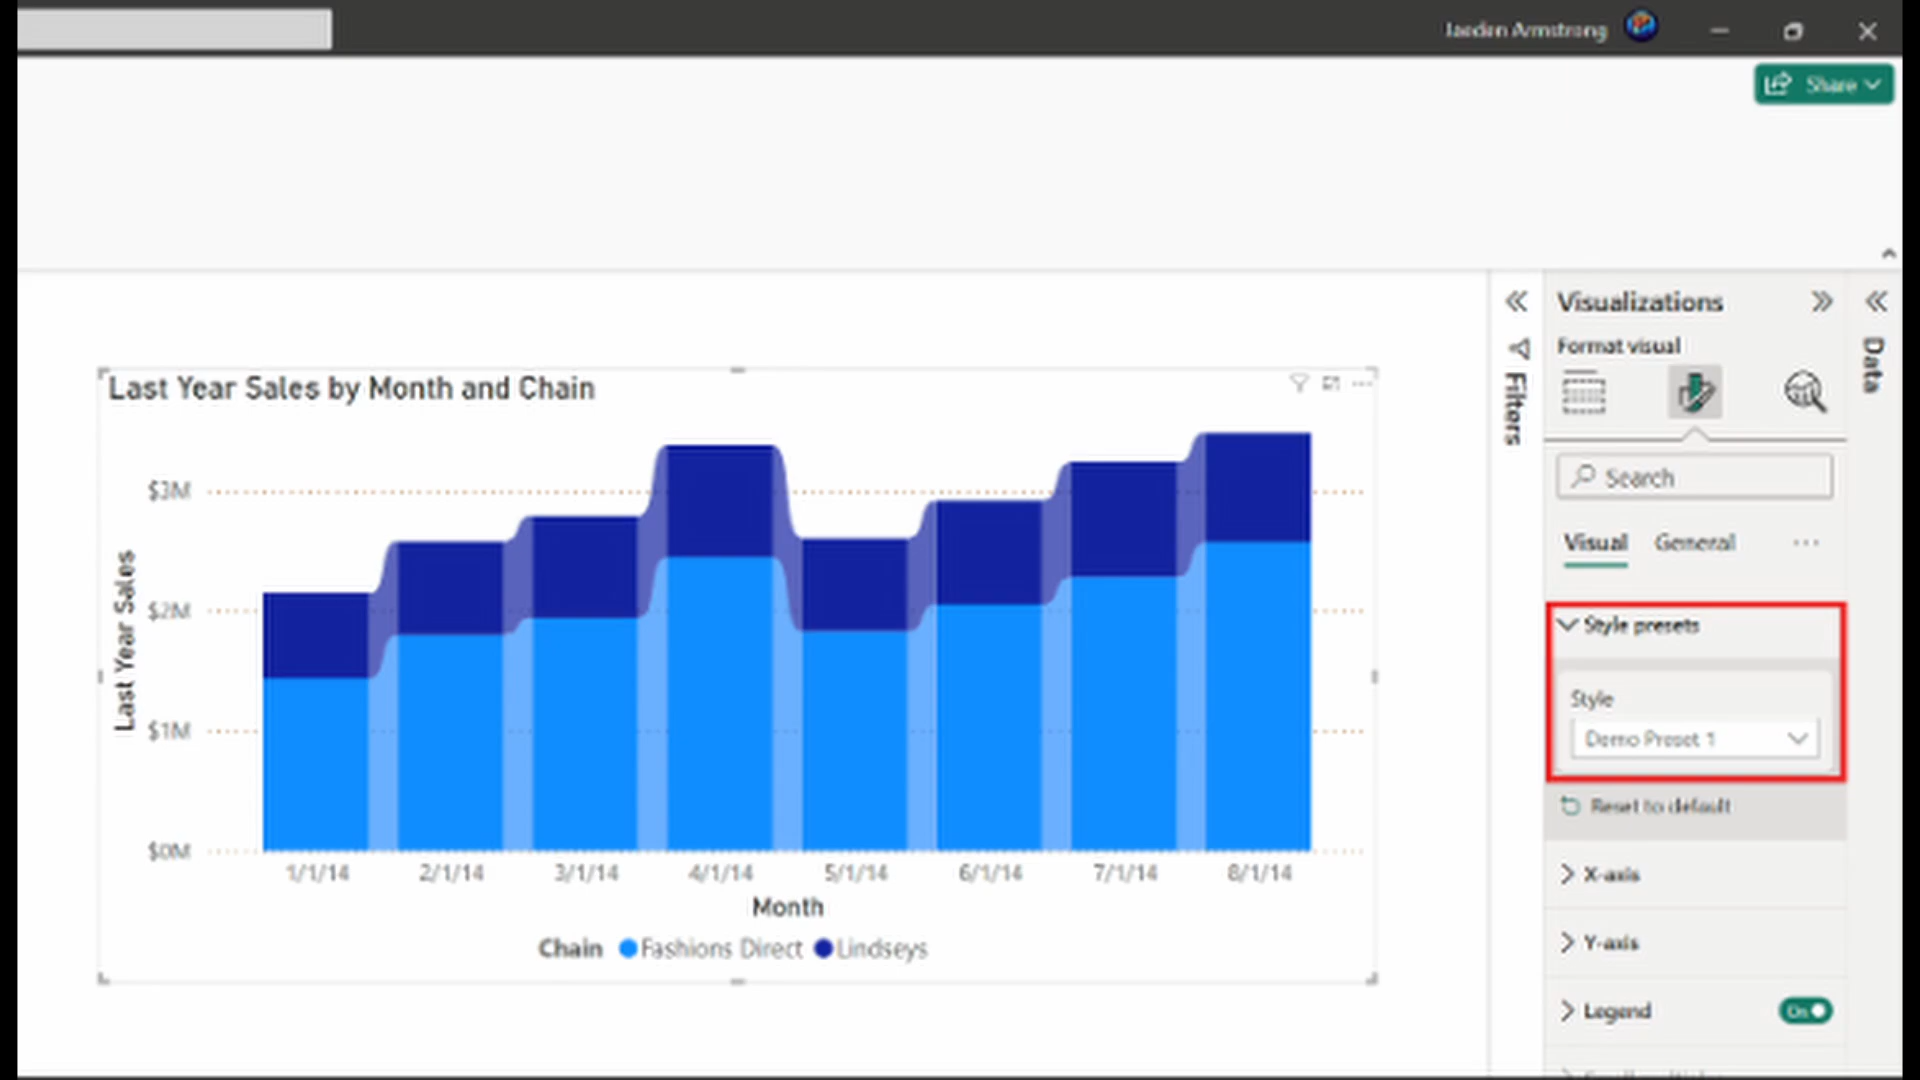 Jaeden Armstrong
Share
Visualizations
Format visual
Data
Filters
Search
Visual General
Style presets
Style
Demo Preset 1
Reset to default
X-axis
Y-axis
Legend
On
Last Year Sales by Month and Chain
Last Year Sales
$3M
$2M
$1M
$0M
1/1/14 2/1/14 3/1/14 4/1/14 5/1/14 6/1/14 7/1/14 8/1/14
Month
Chain Fashions Direct Lindseys